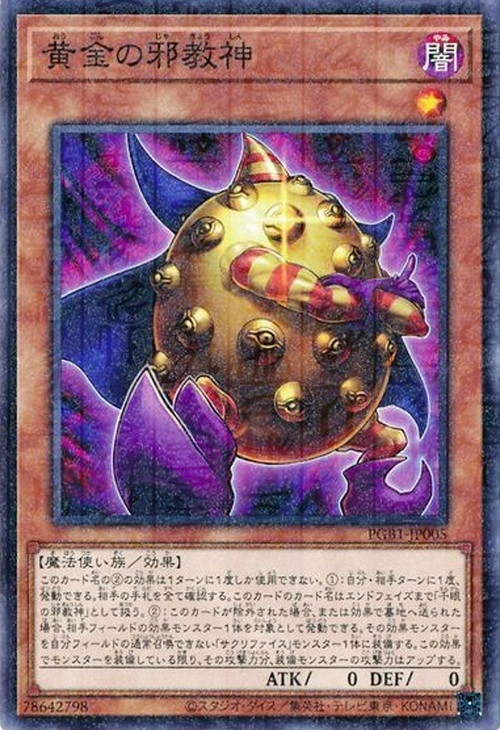 黄金の邪教神
闇
PGB1-JP005
【魔法使い族／効果】
このカード名の②の効果は1ターンに1度しか使用できない。①：自分・相手ターンに1度、
発動できる。相手の手札を全て確認する。このカードのカード名はエンドフェイズまで「千眼
の邪教神」として扱う。②：このカードが除外された場合、または効果で墓地へ送られた
場合、相手フィールドの効果モンスター1体を対象として発動できる。その効果モンスター
を自分フィールドの通常召喚できない「サクリファイス」モンスター1体に装備する。この効果
でモンスターを装備している限り、その攻撃力分、装備モンスターの攻撃力はアップする。
ATK/ 0 DEF/ 0
78642798 ©スタジオ・ダイス／集英社・テレビ東京・KONAMI